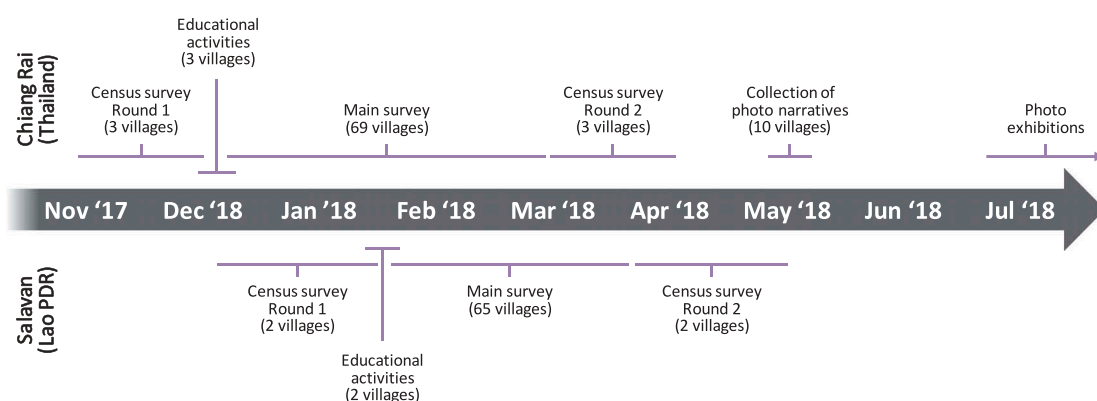 Chiang Rai
(Thailand)
Educational
activities
(3 villages)
Census survey
Round 1
(3 villages)
Main survey
(69 villages)
Census survey
Round 2
(3 villages)
Collection of
photo narratives
(10 villages)
Photo
exhibitions
Nov ‘17 Dec ‘18 Jan ’18 Feb ‘18 Mar ‘18 Apr ‘18 May ‘18 Jun ‘18 Jul ‘18
Salavan
(Lao PDR)
Census survey
Round 1
(2 villages)
Educational
activities
(2 villages)
Main survey
(65 villages)
Census survey
Round 2
(2 villages)